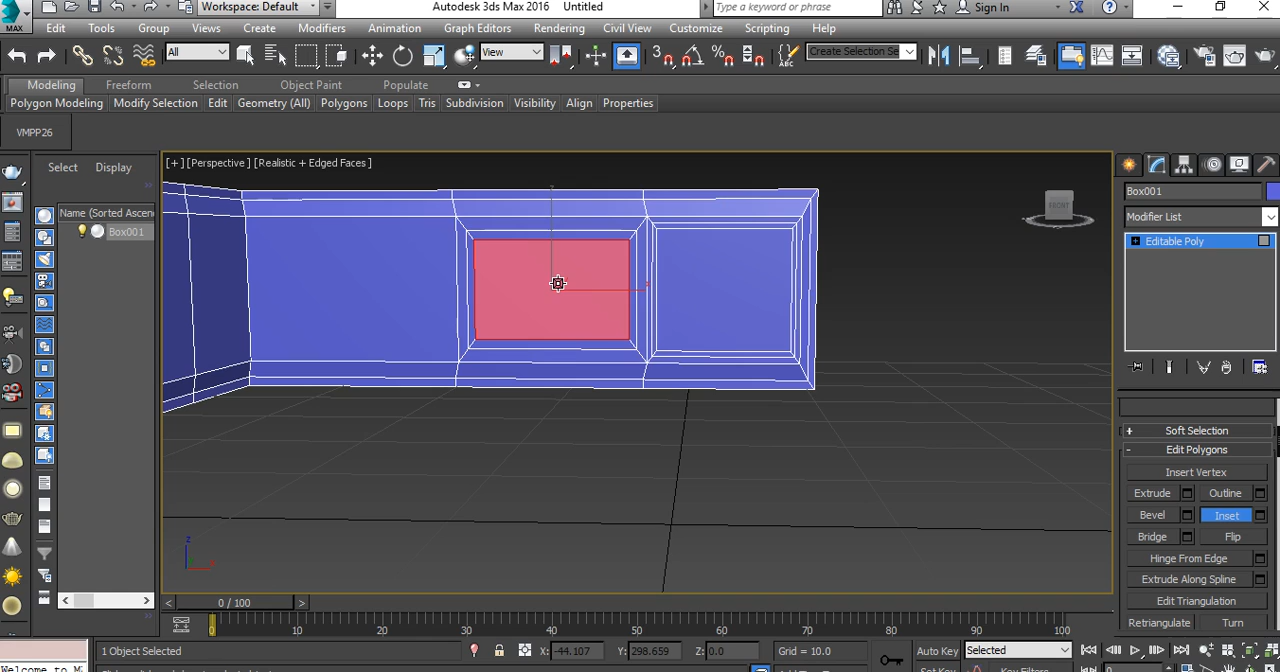 Workspace: Default
Autodesk 3ds Max 2016 Untitled
Type a keyword or phrase
Sign In
MAX
Edit Tools Group Views Create Modifiers Animation Graph Editors Rendering Civil View Customize Scripting Help
All
View
Create Selection Se
Modeling Freeform Selection Object Paint Populate
Polygon Modeling Modify Selection Edit Geometry (All) Polygons Loops Tris Subdivision Visibility Align Properties
VMPP26
Select Display
Name (Sorted Ascen
Box001
[+] [Perspective] [Realistic + Edged Faces]
FRONT
z
Box001
Modifier List
Editable Poly
+ Soft Selection
- Edit Polygons
Insert Vertex
Extrude Outline
Bevel Inset
Bridge Flip
Hinge From Edge
Extrude Along Spline
Edit Triangulation
Retriangulate Turn
< 0 / 100 >
0 10 20 30 40 50 60 70 80 90 100
1 Object Selected
X: -44.107 Y: 298.659 Z: 0.0
Grid = 10.0
Auto Key Selected
Welcome to M